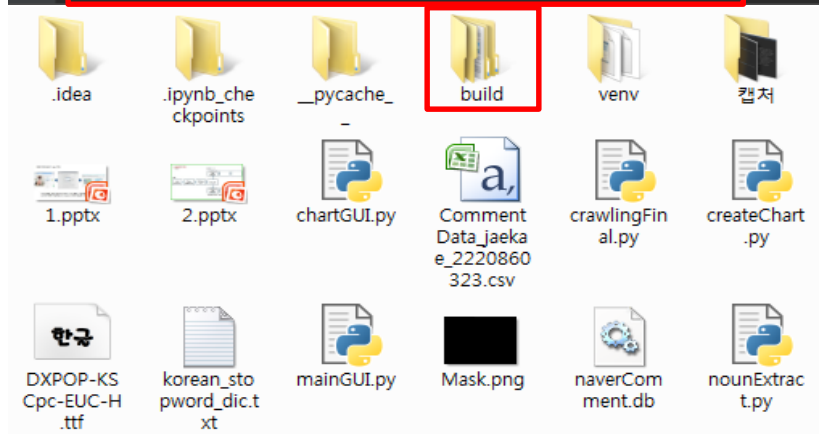 .idea
.ipynb_che
ckpoints
__pycache_
_
build
venv
캡처
1.pptx
2.pptx
chartGUI.py
Comment
Data_jaeka
e_2220860
323.csv
crawlingFin
al.py
createChart
.py
한글
DXPOP-KS
Cpc-EUC-H
.ttf
korean_sto
pword_dic.t
xt
mainGUI.py
Mask.png
naverCom
ment.db
nounExtrac
t.py